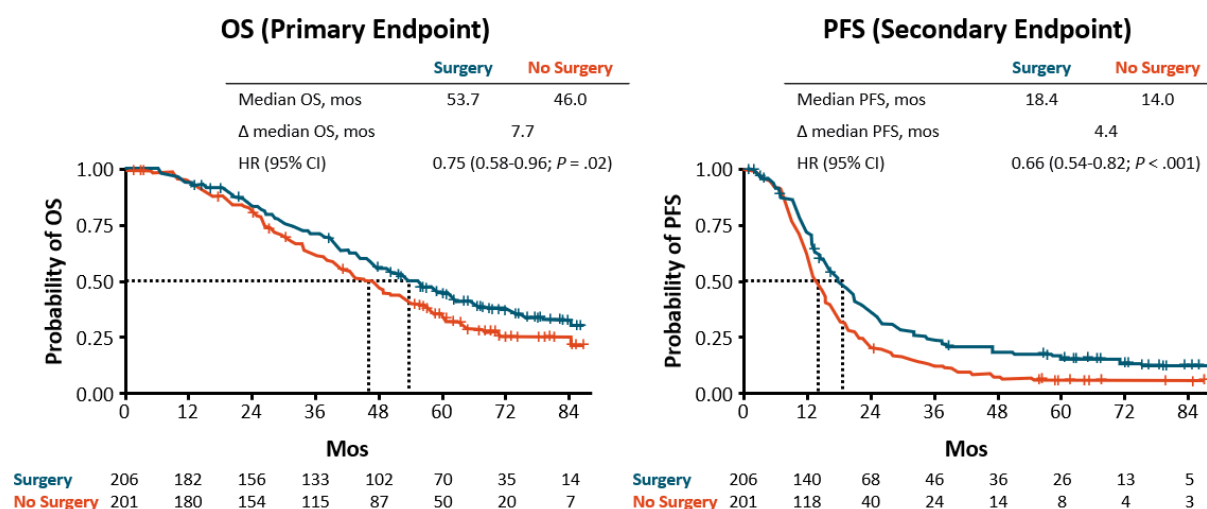 OS (Primary Endpoint)
Surgery No Surgery
Median OS, mos 53.7 46.0
Δ median OS, mos 7.7
HR (95% CI) 0.75 (0.58-0.96; P = .02)
Probability of OS
1.00
0.75
0.50
0.25
0.00
0 12 24 36 48 60 72 84
Mos
Surgery 206 182 156 133 102 70 35 14
No Surgery 201 180 154 115 87 50 20 7
PFS (Secondary Endpoint)
Surgery No Surgery
Median PFS, mos 18.4 14.0
Δ median PFS, mos 4.4
HR (95% CI) 0.66 (0.54-0.82; P < .001)
Probability of PFS
1.00
0.75
0.50
0.25
0.00
0 12 24 36 48 60 72 84
Mos
Surgery 206 140 68 46 36 26 13 5
No Surgery 201 118 40 24 14 8 4 3